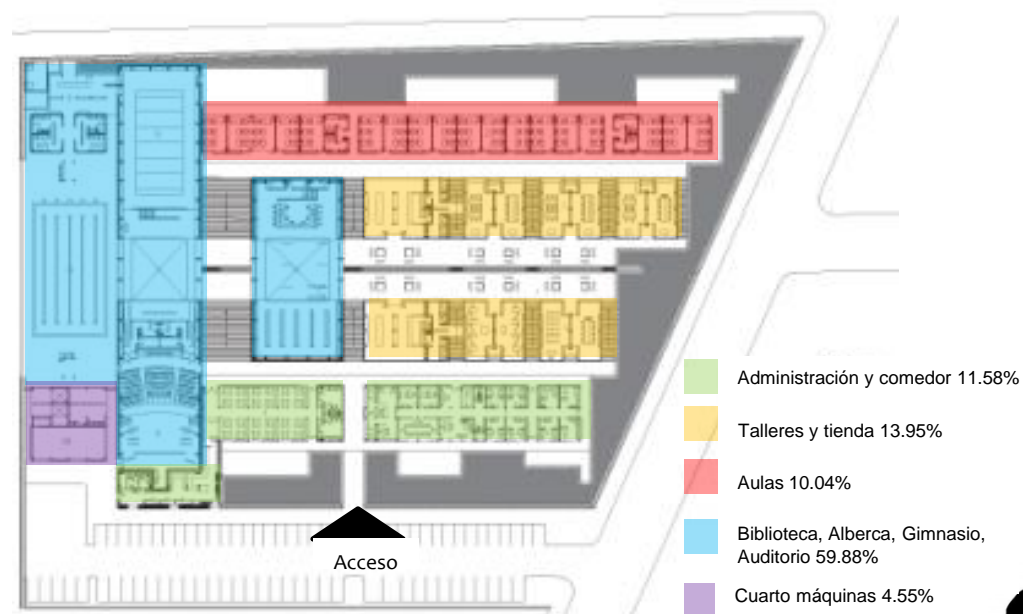 Acceso
Administración y comedor 11.58%
Talleres y tienda 13.95%
Aulas 10.04%
Biblioteca, Alberca, Gimnasio,
Auditorio 59.88%
Cuarto máquinas 4.55%